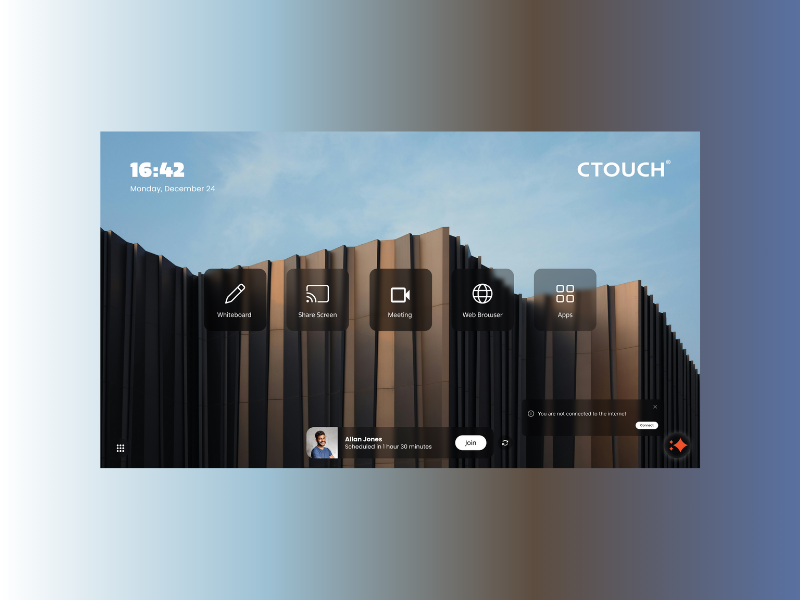 16:42
Monday, December 24
CTOUCH®
Whiteboard
Share Screen
Meeting
Web Browser
Apps
You are not connected to the internet
Connect
Allan Jones
Scheduled in 1 hour 30 minutes
Join